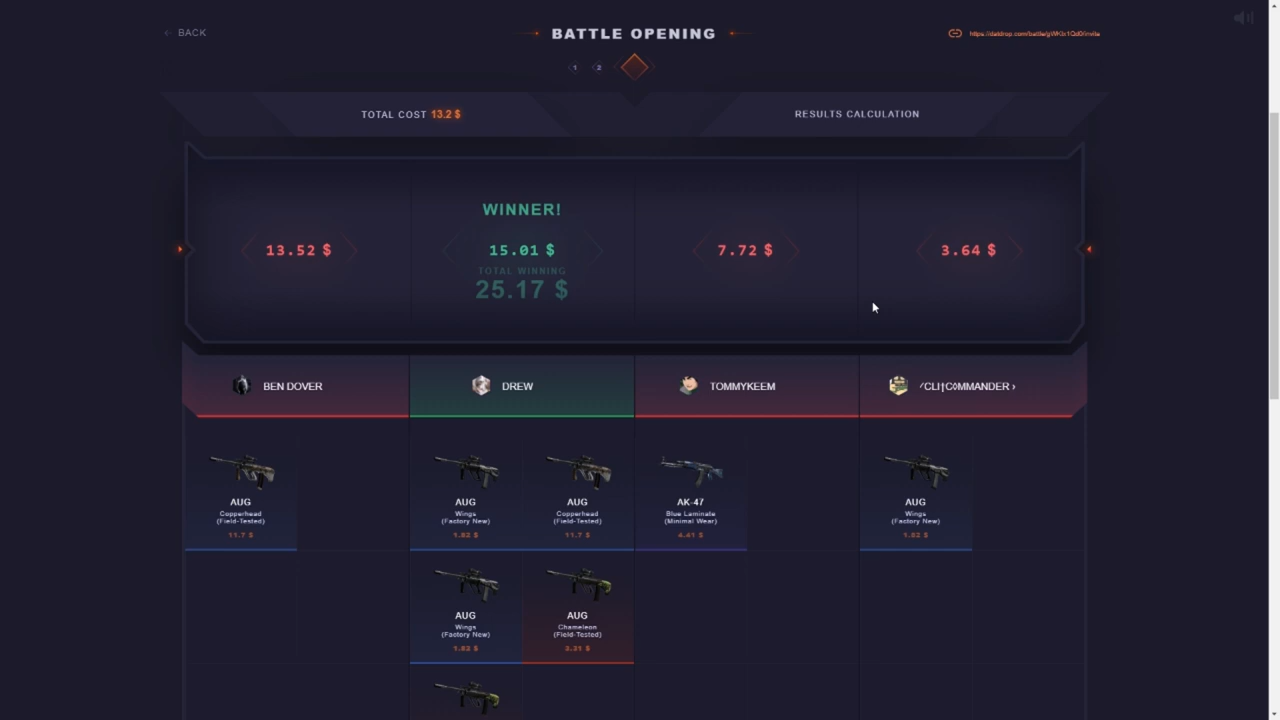 ← BACK
BATTLE OPENING
1 2
TOTAL COST 13.2 $
RESULTS CALCULATION
WINNER!
13.52 $
15.01 $
7.72 $
3.64 $
TOTAL WINNING
25.17 $
BEN DOVER
DREW
TOMMYKEEM
AUG
Copperhead
(Field-Tested)
11.7 $
AUG
Wings
(Factory New)
1.82 $
AUG
Copperhead
(Field-Tested)
11.7 $
AK-47
Blue Laminate
(Minimal Wear)
4.41 $
AUG
Wings
(Factory New)
1.82 $
AUG
Wings
(Factory New)
1.82 $
AUG
Chameleon
(Field-Tested)
3.31 $